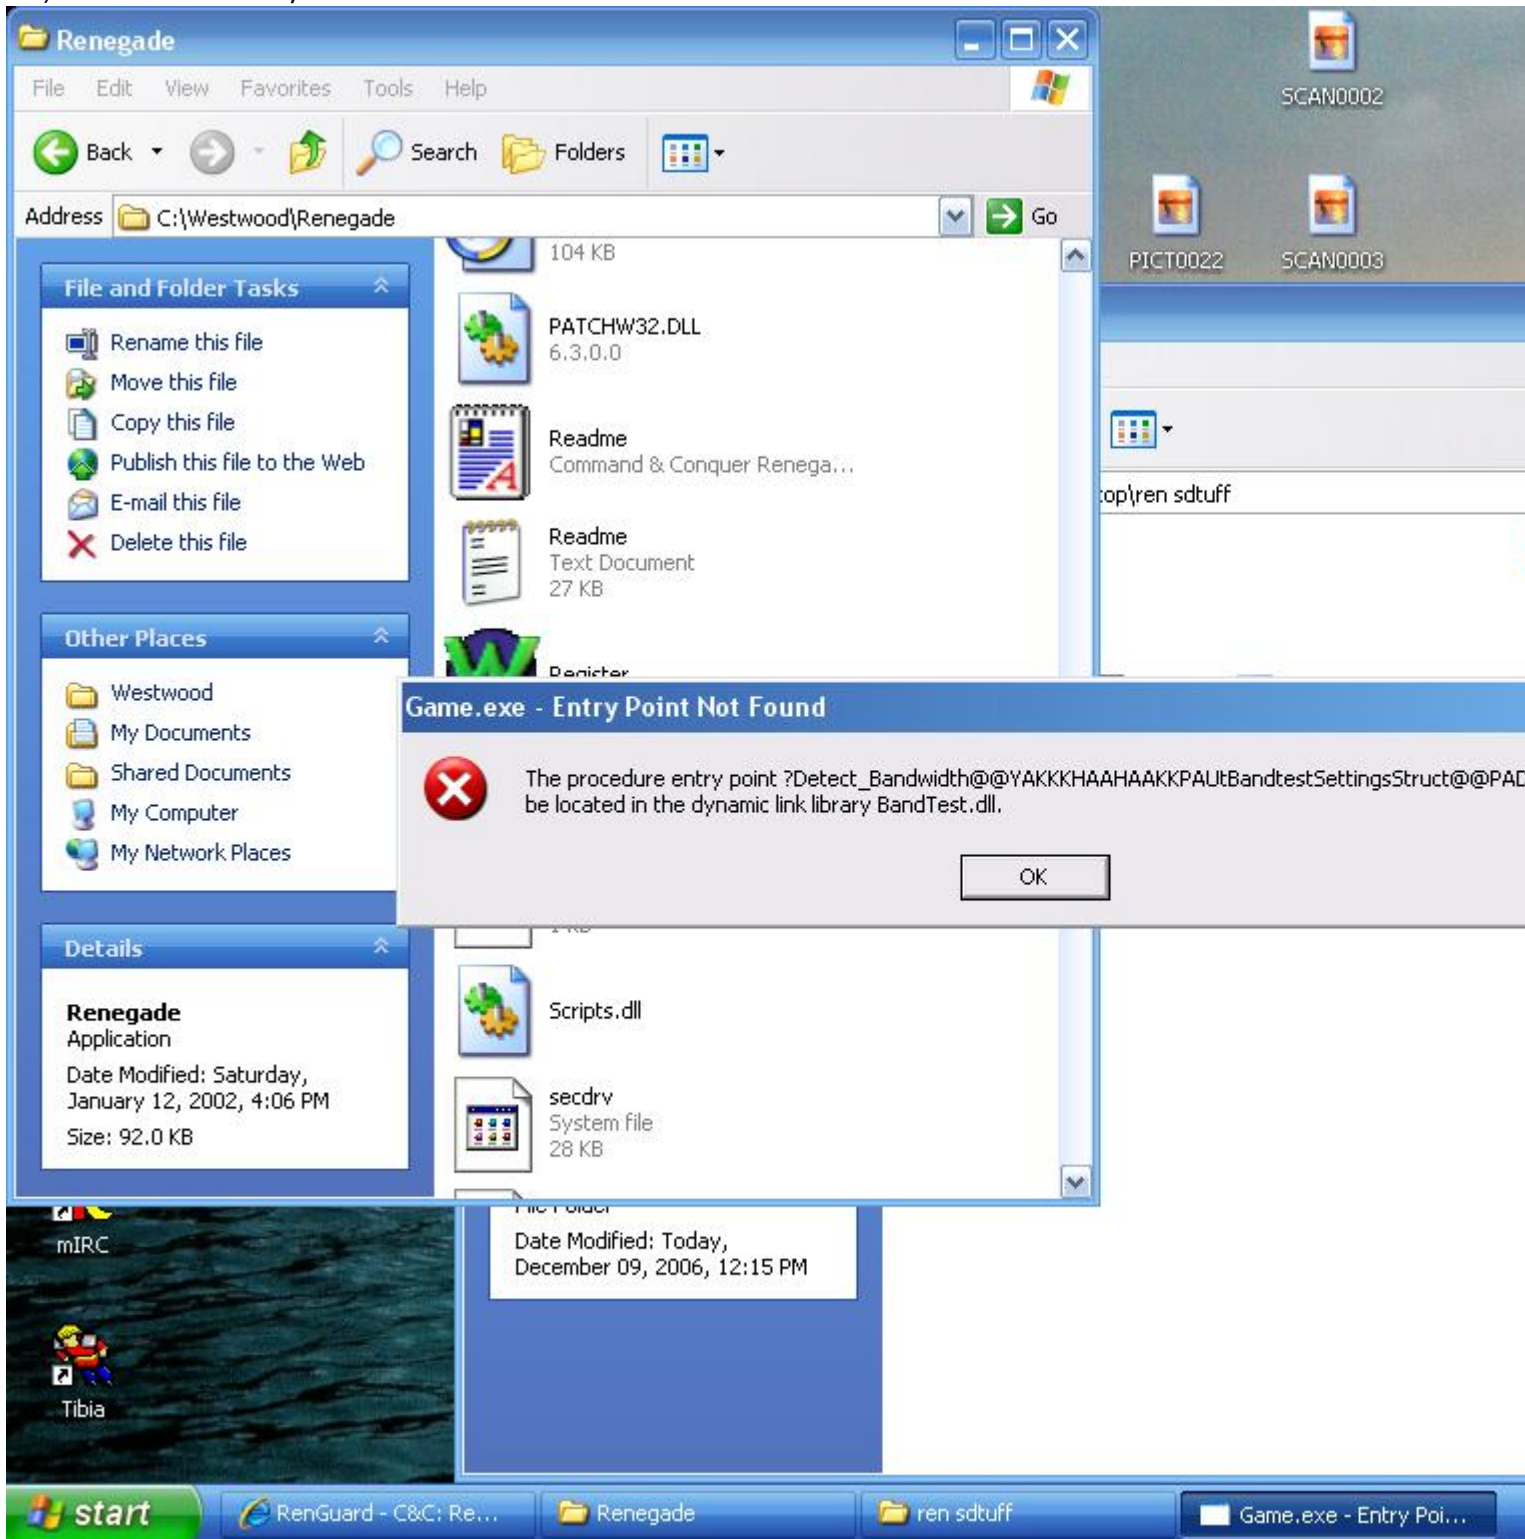 Renegade
File Edit View Favorites Tools Help
Back Search Folders
Address C:\Westwood\Renegade Go
File and Folder Tasks
Rename this file
Move this file
Copy this file
Publish this file to the Web
E-mail this file
Delete this file
Other Places
Westwood
My Documents
Shared Documents
My Computer
My Network Places
Details
Renegade
Application
Date Modified: Saturday,
January 12, 2002, 4:06 PM
Size: 92.0 KB
104 KB
PATCHW32.DLL
6.3.0.0
Readme
Command & Conquer Renega...
Readme
Text Document
27 KB
Register
Scripts.dll
secdrv
System file
28 KB
SCAN0002
PICT0022
SCAN0003
top\ren sdtuff
Game.exe - Entry Point Not Found
The procedure entry point ?Detect_Bandwidth@@YAKKKHAAHAAKKPAUtBandtestSettingsStruct@@PAD
be located in the dynamic link library BandTest.dll.
OK
File Folder
Date Modified: Today,
December 09, 2006, 12:15 PM
mIRC
Tibia
start
RenGuard - C&C: Re...
Renegade
ren sdtuff
Game.exe - Entry Poi...